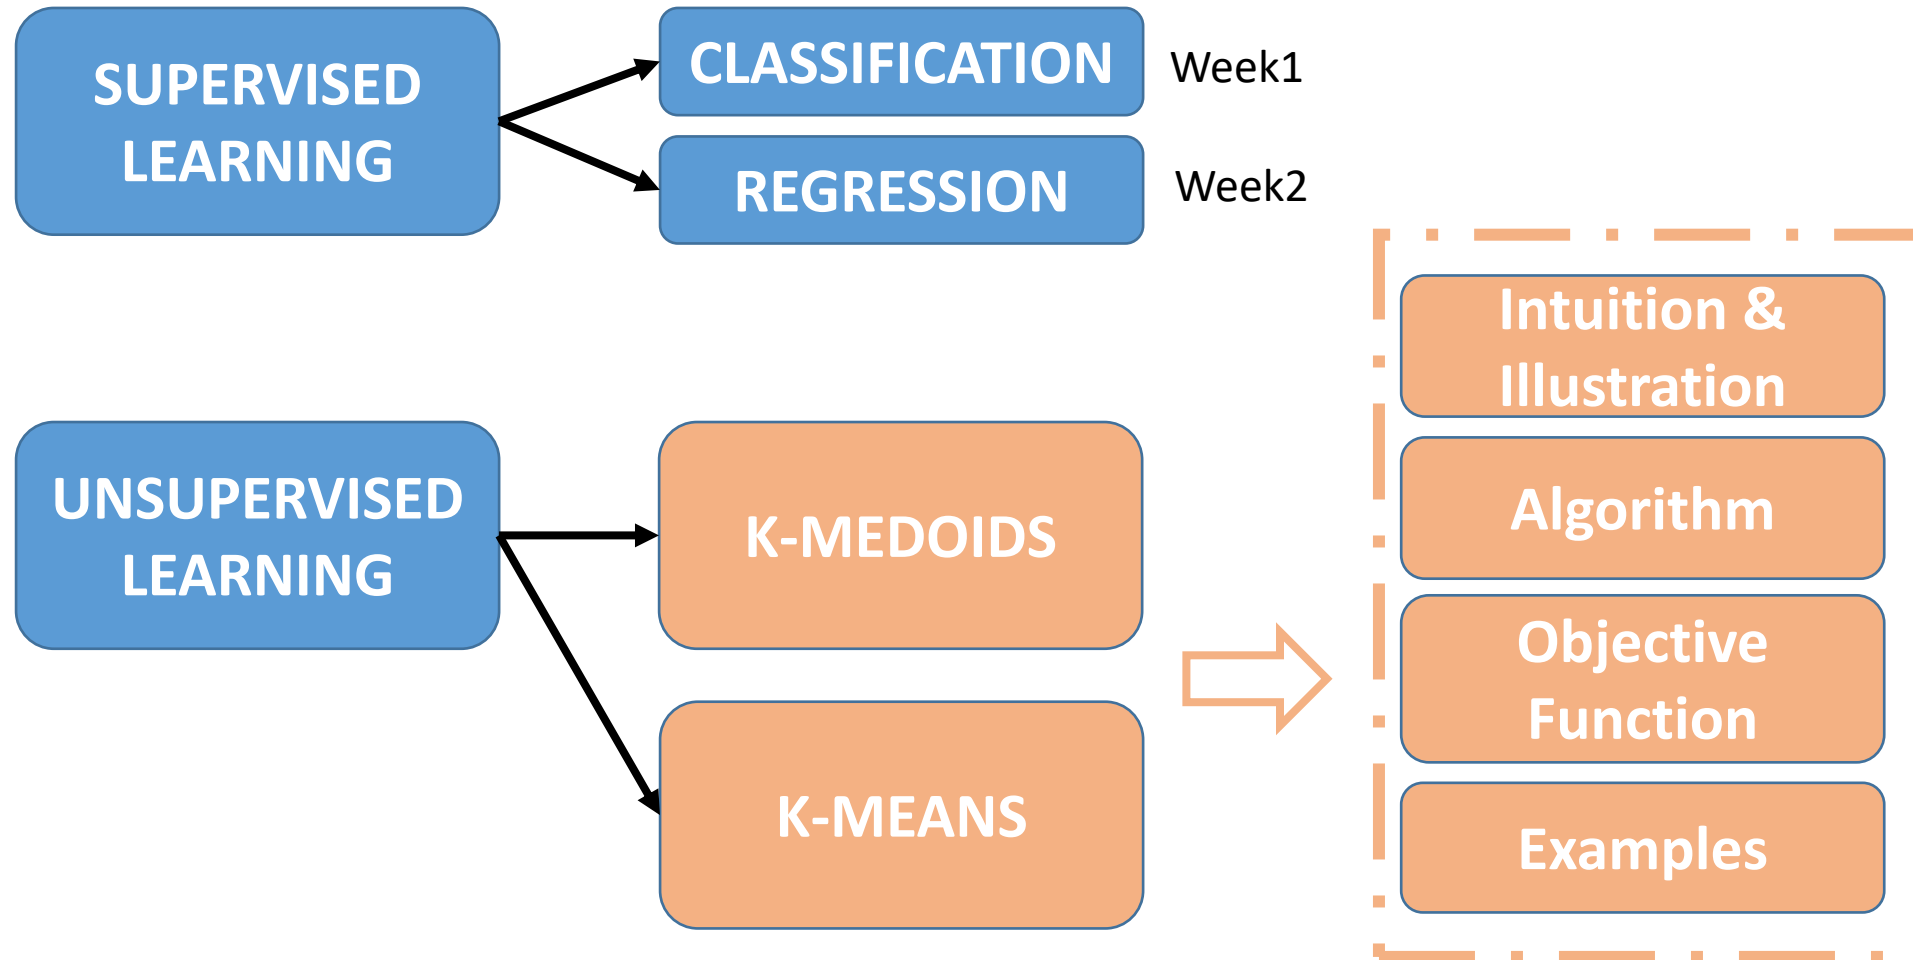 SUPERVISED
LEARNING
CLASSIFICATION
Week1
REGRESSION
Week2
UNSUPERVISED
LEARNING
K-MEDOIDS
K-MEANS
Intuition &
Illustration
Algorithm
Objective
Function
Examples